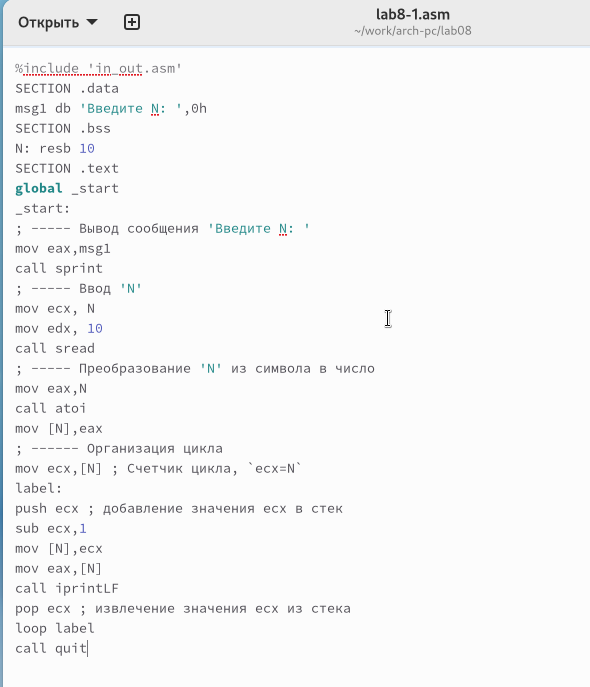 Открыть
lab8-1.asm
~/work/arch-pc/lab08
%include 'in_out.asm'
SECTION .data
msg1 db 'Введите N: ',0h
SECTION .bss
N: resb 10
SECTION .text
global _start
_start:
; ----- Вывод сообщения 'Введите N: '
mov eax,msg1
call sprint
; ----- Ввод 'N'
mov ecx, N
mov edx, 10
call sread
; ----- Преобразование 'N' из символа в число
mov eax,N
call atoi
mov [N],eax
; ------ Организация цикла
mov ecx,[N] ; Счетчик цикла, `ecx=N`
label:
push ecx ; добавление значения ecx в стек
sub ecx,1
mov [N],ecx
mov eax,[N]
call iprintLF
pop ecx ; извлечение значения ecx из стека
loop label
call quit